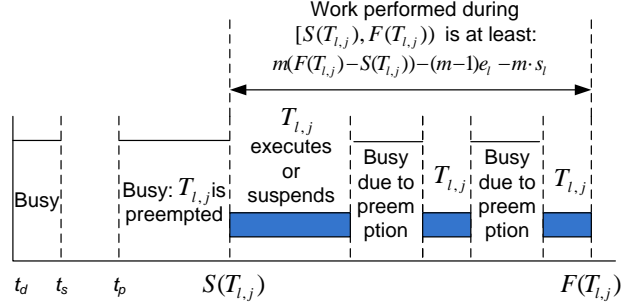 Work performed during
[S(T_{l,j}), F(T_{l,j})) is at least:
m(F(T_{l,j})−S(T_{l,j}))−(m−1)e_l −m·s_l
T_{l,j}
executes
or
suspends
Busy
Busy: T_{l,j} is
preempted
Busy
due to
preem
ption
T_{l,j}
Busy
due to
preem
ption
T_{l,j}
t_d t_s t_p S(T_{l,j}) F(T_{l,j})